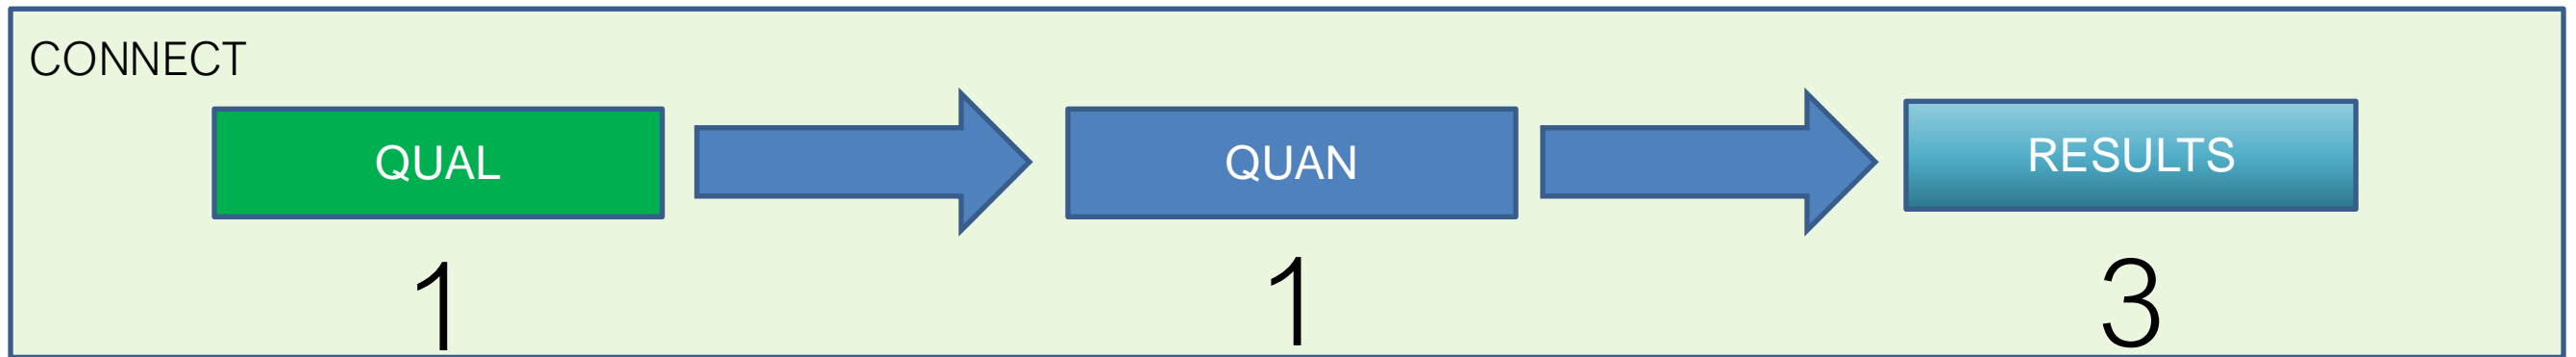 CONNECT
QUAL
QUAN
RESULTS
1
1
3